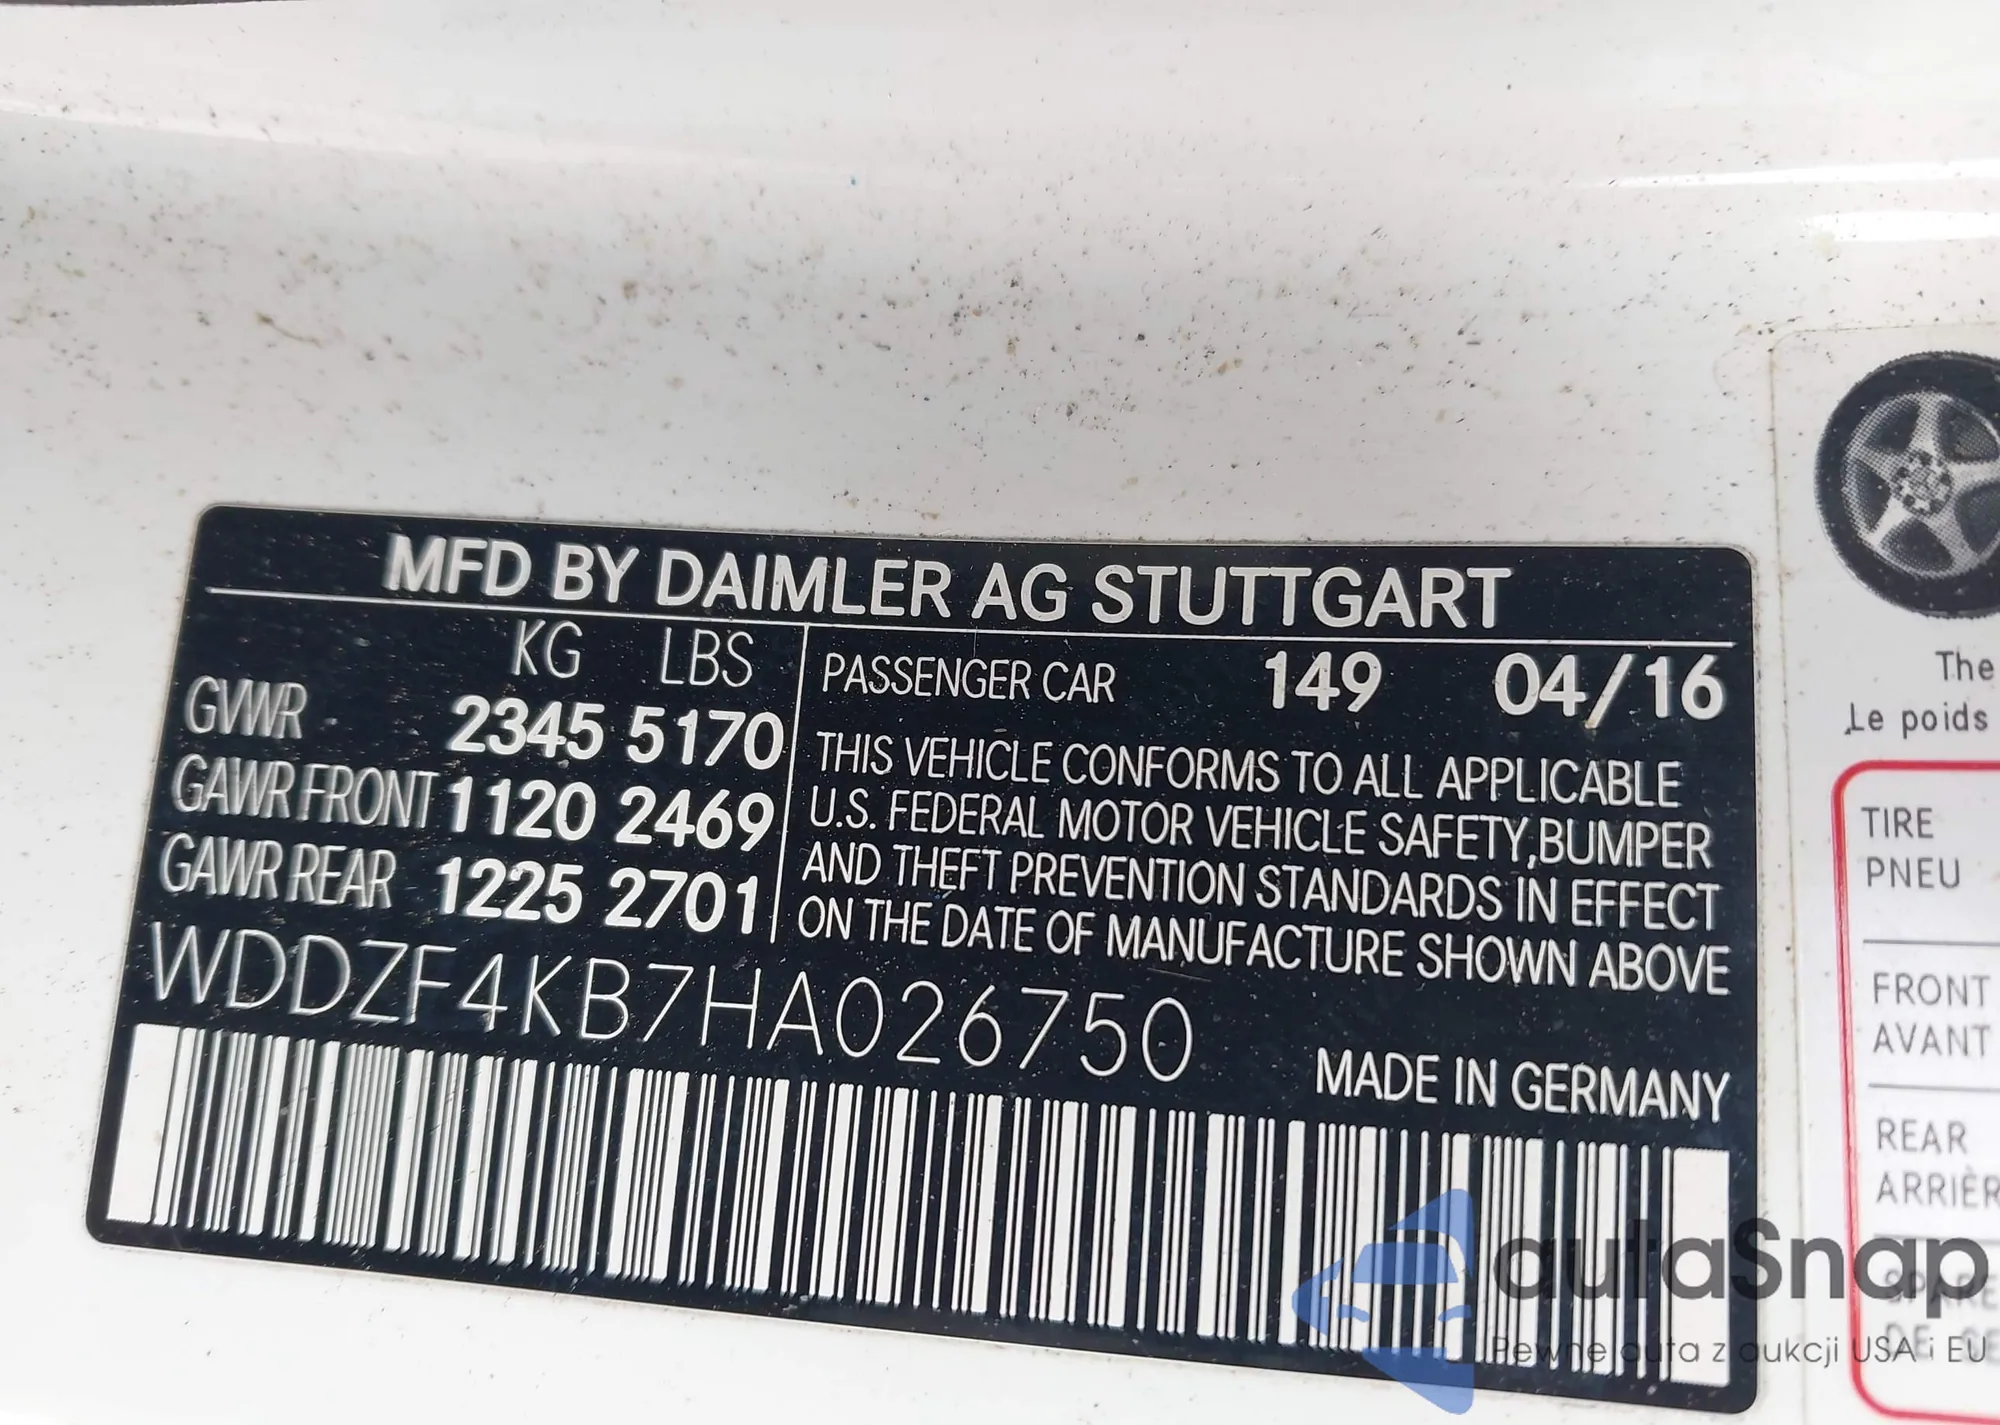 MFD BY DAIMLER AG STUTTGART
KG LBS
GVWR 2345 5170
GAWR FRONT 1120 2469
GAWR REAR 1225 2701
PASSENGER CAR 149 04/16
THIS VEHICLE CONFORMS TO ALL APPLICABLE
U.S. FEDERAL MOTOR VEHICLE SAFETY,BUMPER
AND THEFT PREVENTION STANDARDS IN EFFECT
ON THE DATE OF MANUFACTURE SHOWN ABOVE
WDDZF4KB7HA026750
MADE IN GERMANY
The
Le poids
TIRE
PNEU
FRONT
AVANT
REAR
ARRIÈR
SPARE
DE
autaSnap
Pewne auta z aukcji USA i EU